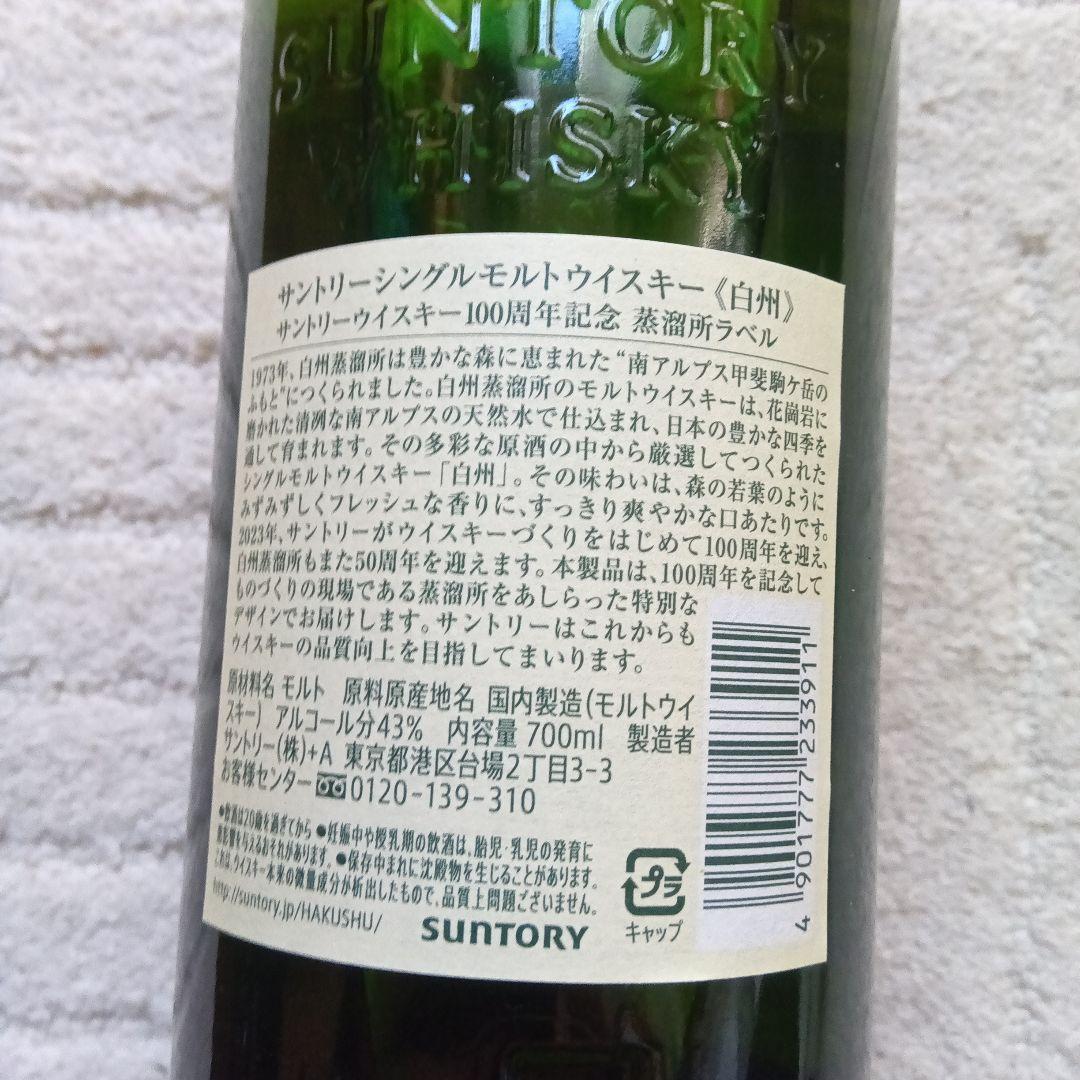 SUNTORY
WHISKY
サントリーシングルモルトウイスキー《白州》
サントリーウイスキー100周年記念 蒸溜所ラベル
1973年、白州蒸溜所は豊かな森に恵まれた“南アルプス甲斐駒ケ岳の
ふもと”につくられました。白州蒸溜所のモルトウイスキーは、花崗岩に
磨かれた清冽な南アルプスの天然水で仕込まれ、日本の豊かな四季を
通して育まれます。その多彩な原酒の中から厳選してつくられた
シングルモルトウイスキー「白州」。その味わいは、森の若葉のように
みずみずしくフレッシュな香りに、すっきり爽やかな口あたりです。
2023年、サントリーがウイスキーづくりをはじめて100周年を迎え、
白州蒸溜所もまた50周年を迎えます。本製品は、100周年を記念して
ものづくりの現場である蒸溜所をあしらった特別な
デザインでお届けします。サントリーはこれからも
ウイスキーの品質向上を目指してまいります。
原材料名 モルト 原料原産地名 国内製造(モルトウイ
スキー) アルコール分43% 内容量 700ml 製造者
サントリー(株)+A 東京都港区台場2丁目3-3
お客様センター 0120-139-310
●飲酒は20歳を過ぎてから ●妊娠中や授乳期の飲酒は、胎児・乳児の発育に
悪影響を与えるおそれがあります。 ●保存中まれに沈殿物を生じることがあります。
これは、ウイスキー本来の微量成分が析出したもので、品質上問題ございません。
http://suntory.jp/HAKUSHU/
SUNTORY
プラ
キャップ
4 901777 233911